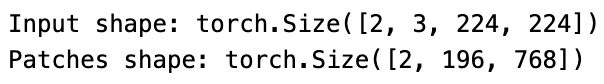 Input shape: torch.Size([2, 3, 224, 224])
Patches shape: torch.Size([2, 196, 768])